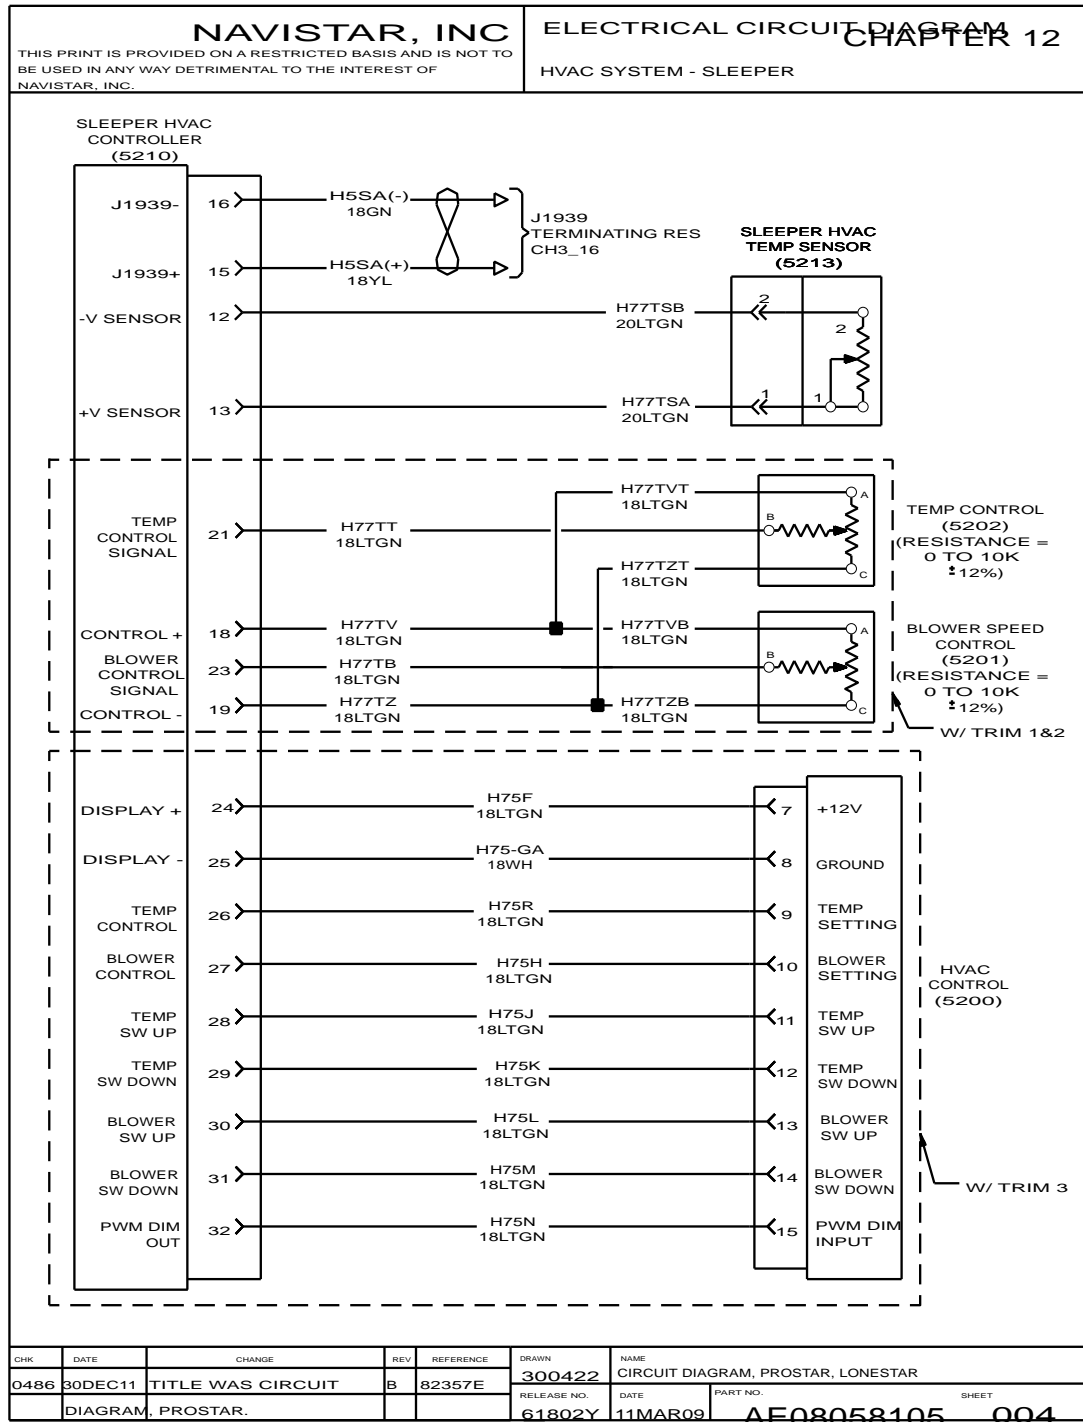 NAVISTAR, INC
THIS PRINT IS PROVIDED ON A RESTRICTED BASIS AND IS NOT TO
BE USED IN ANY WAY DETRIMENTAL TO THE INTEREST OF
NAVISTAR, INC.
ELECTRICAL CIRCUIT DIAGRAM
CHAPTER 12
HVAC SYSTEM - SLEEPER
SLEEPER HVAC
CONTROLLER
(5210)
J1939-
16
H5SA(-)
18GN
J1939+
15
H5SA(+)
18YL
J1939
TERMINATING RES
CH3_16
-V SENSOR
12
H77TSB
20LTGN
+V SENSOR
13
H77TSA
20LTGN
SLEEPER HVAC
TEMP SENSOR
(5213)
2
2
1
1
TEMP
CONTROL
SIGNAL
21
H77TT
18LTGN
H77TVT
18LTGN
H77TZT
18LTGN
A
B
C
TEMP CONTROL
(5202)
(RESISTANCE =
0 TO 10K
±12%)
CONTROL +
18
H77TV
18LTGN
H77TVB
18LTGN
BLOWER
CONTROL
SIGNAL
23
H77TB
18LTGN
CONTROL -
19
H77TZ
18LTGN
H77TZB
18LTGN
A
B
C
BLOWER SPEED
CONTROL
(5201)
(RESISTANCE =
0 TO 10K
±12%)
W/ TRIM 1&2
DISPLAY +
24
H75F
18LTGN
7
+12V
DISPLAY -
25
H75-GA
18WH
8
GROUND
TEMP
CONTROL
26
H75R
18LTGN
9
TEMP
SETTING
BLOWER
CONTROL
27
H75H
18LTGN
10
BLOWER
SETTING
TEMP
SW UP
28
H75J
18LTGN
11
TEMP
SW UP
TEMP
SW DOWN
29
H75K
18LTGN
12
TEMP
SW DOWN
BLOWER
SW UP
30
H75L
18LTGN
13
BLOWER
SW UP
BLOWER
SW DOWN
31
H75M
18LTGN
14
BLOWER
SW DOWN
PWM DIM
OUT
32
H75N
18LTGN
15
PWM DIM
INPUT
HVAC
CONTROL
(5200)
W/ TRIM 3
CHK DATE CHANGE REV REFERENCE
0486 30DEC11 TITLE WAS CIRCUIT B 82357E
DIAGRAM, PROSTAR.
DRAWN
300422
NAME
CIRCUIT DIAGRAM, PROSTAR, LONESTAR
RELEASE NO.
61802Y
DATE
11MAR09
PART NO.
AE08058105
SHEET
004